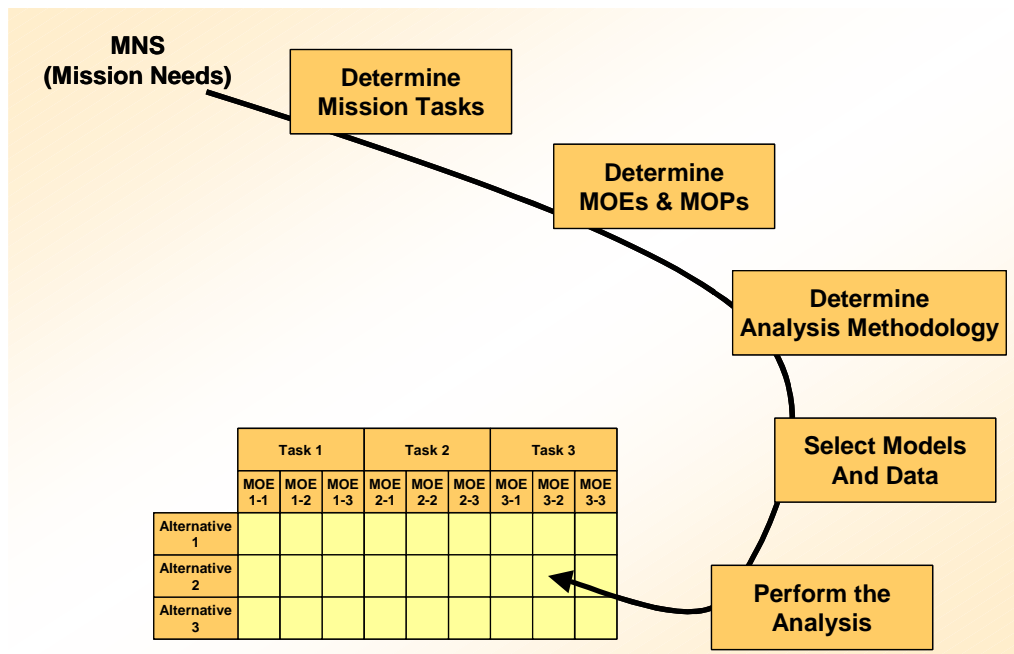 MNS
(Mission Needs)
Determine
Mission Tasks
Determine
MOEs & MOPs
Determine
Analysis Methodology
Select Models
And Data
Perform the
Analysis
Task 1 Task 2 Task 3
MOE MOE MOE MOE MOE MOE MOE MOE MOE
1-1 1-2 1-3 2-1 2-2 2-3 3-1 3-2 3-3
Alternative
1
Alternative
2
Alternative
3